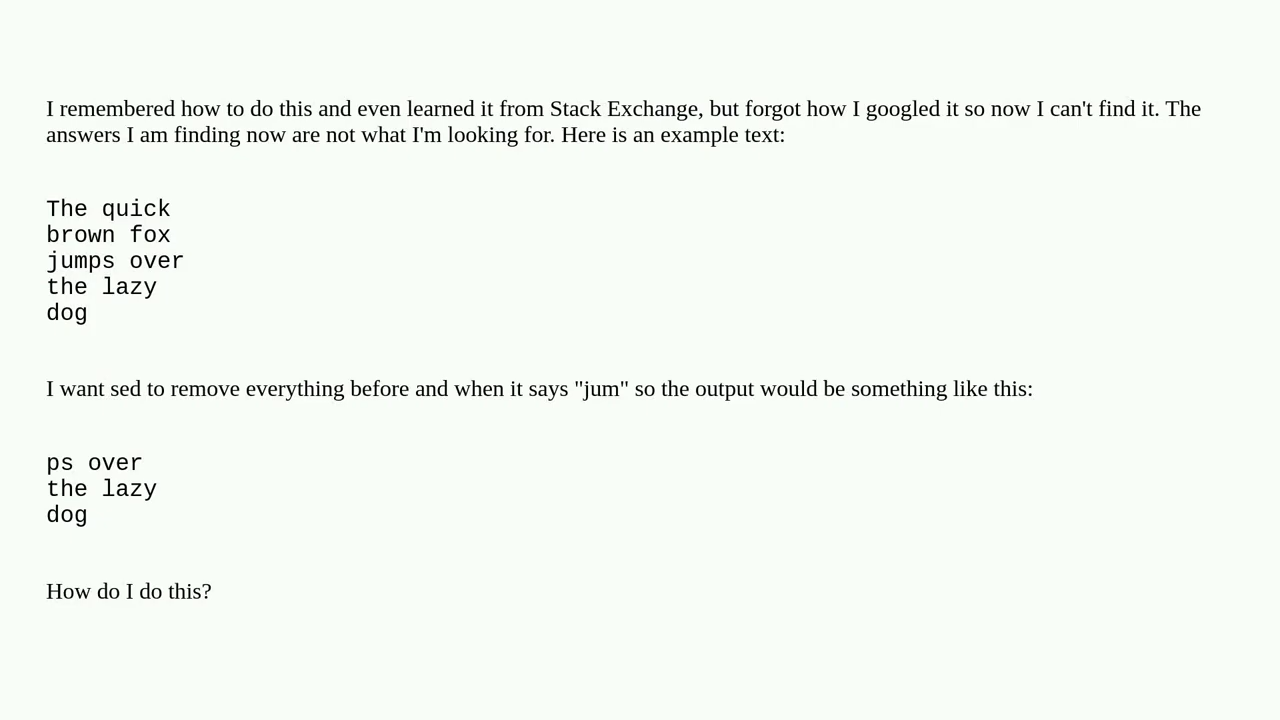 I remembered how to do this and even learned it from Stack Exchange, but forgot how I googled it so now I can't find it. The
answers I am finding now are not what I'm looking for. Here is an example text:
The quick
brown fox
jumps over
the lazy
dog
I want sed to remove everything before and when it says "jum" so the output would be something like this:
ps over
the lazy
dog
How do I do this?